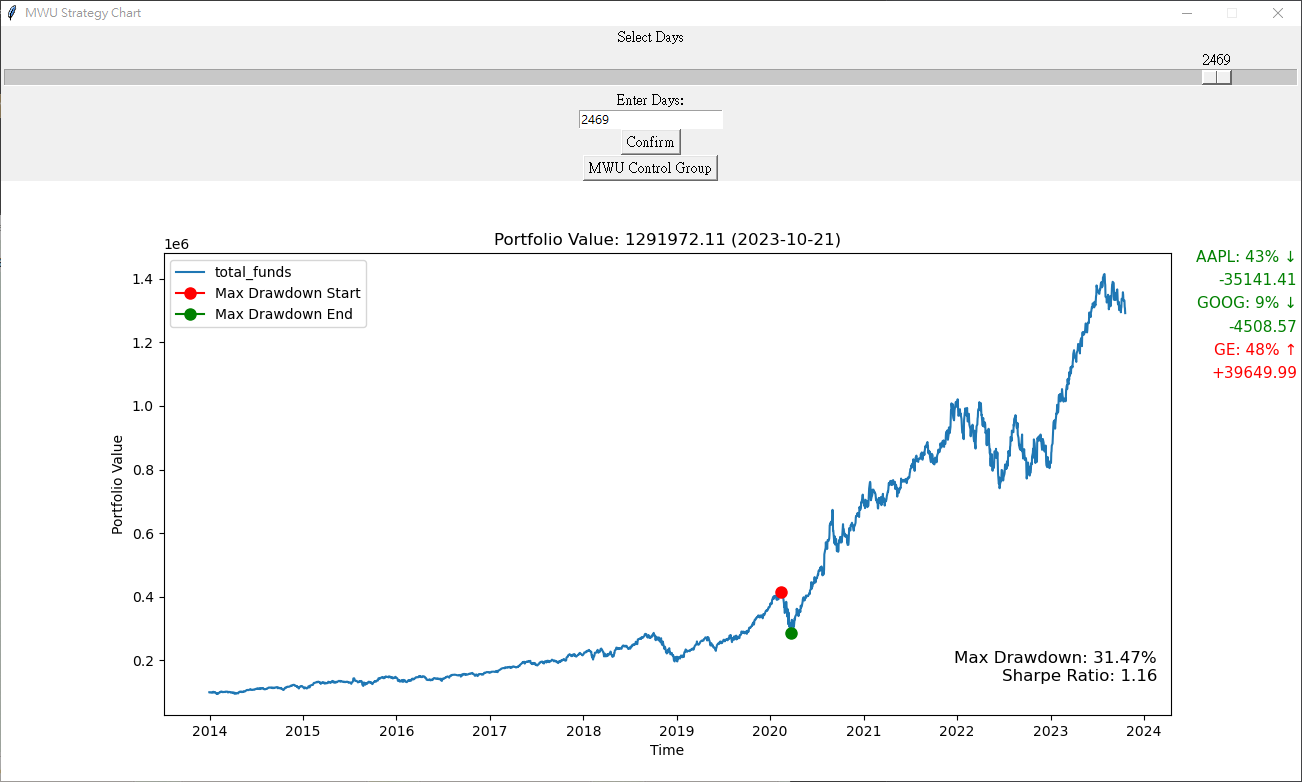 MWU Strategy Chart
Select Days
2469
Enter Days:
2469
Confirm
MWU Control Group
Portfolio Value: 1291972.11 (2023-10-21)
1e6
total_funds
Max Drawdown Start
Max Drawdown End
AAPL: 43% ↓
-35141.41
GOOG: 9% ↓
-4508.57
GE: 48% ↑
+39649.99
1.4
1.2
1.0
0.8
0.6
0.4
0.2
Portfolio Value
Max Drawdown: 31.47%
Sharpe Ratio: 1.16
2014 2015 2016 2017 2018 2019 2020 2021 2022 2023 2024
Time